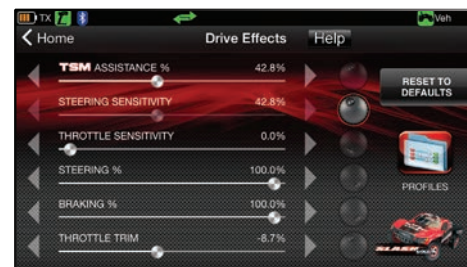 TX Veh
Home Drive Effects Help
TSM ASSISTANCE % 42.8%
STEERING SENSITIVITY 42.8%
THROTTLE SENSITIVITY 0.0%
STEERING % 100.0%
BRAKING % 100.0%
THROTTLE TRIM -8.7%
RESET TO
DEFAULTS
PROFILES
SLASH